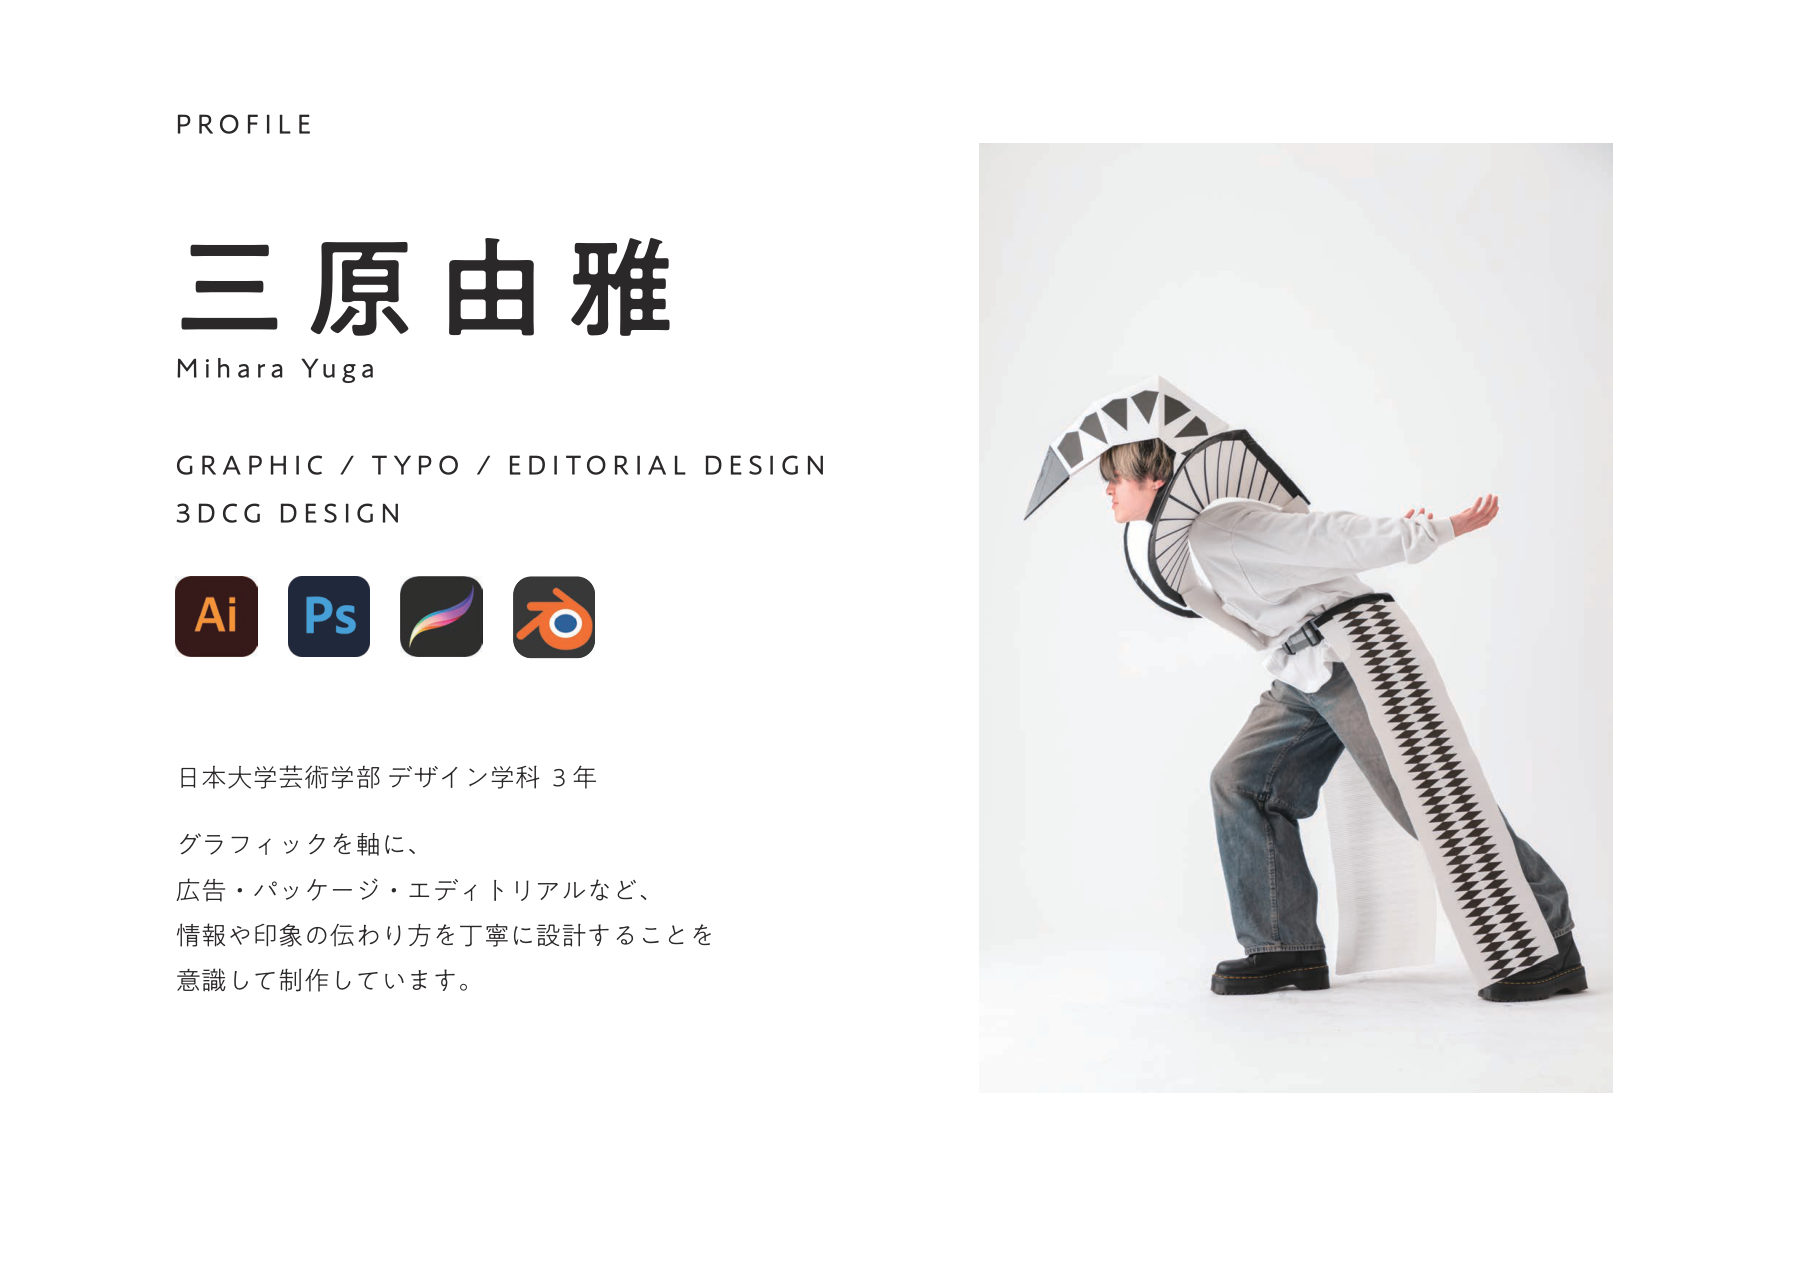 PROFILE
三原由雅
Mihara Yuga
GRAPHIC / TYPO / EDITORIAL DESIGN
3DCG DESIGN
Ai Ps
日本大学芸術学部 デザイン学科 3年
グラフィックを軸に、
広告・パッケージ・エディトリアルなど、
情報や印象の伝わり方を丁寧に設計することを
意識して制作しています。